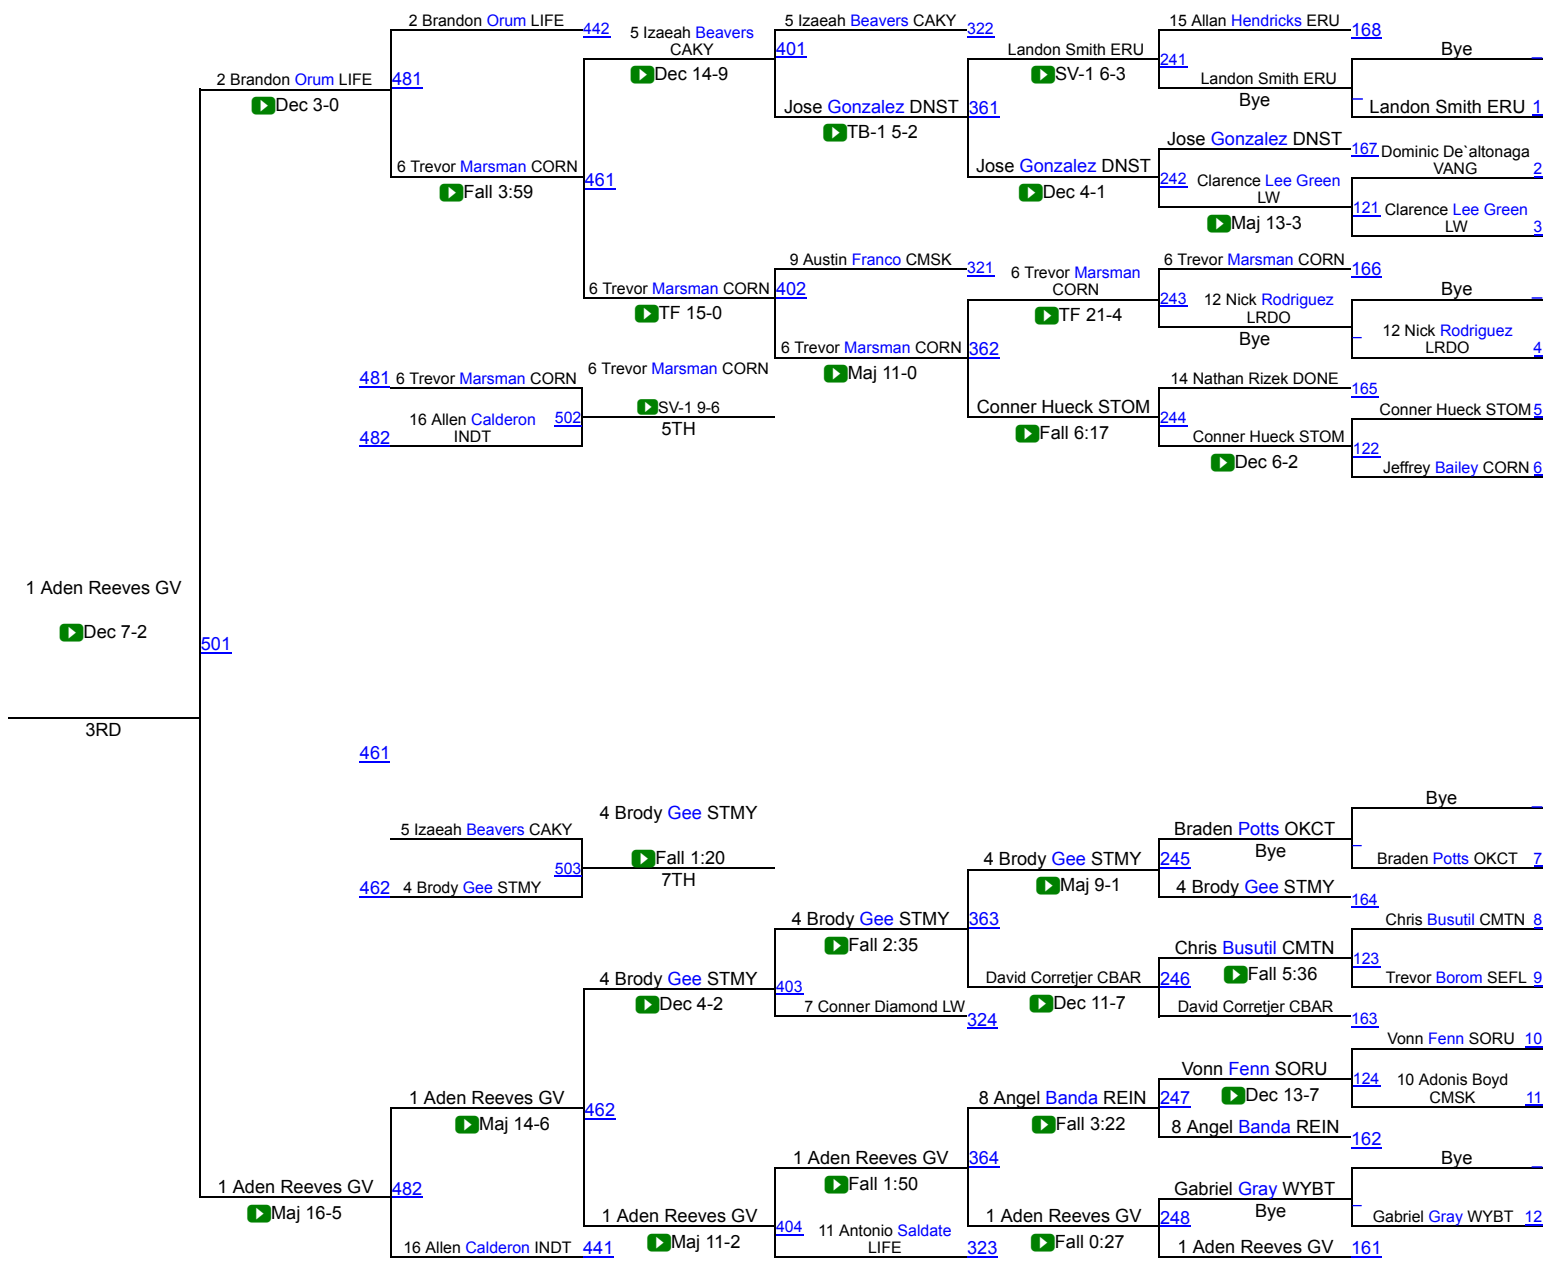 2 Brandon Orum LIFE
442
5 Izaeah Beavers
CAKY
Dec 14-9
5 Izaeah Beavers CAKY
322
401
Landon Smith ERU
SV-1 6-3
15 Allan Hendricks ERU
168
241
Landon Smith ERU
Bye
Bye
_
_
Landon Smith ERU 1
2 Brandon Orum LIFE
Dec 3-0
481
Jose Gonzalez DNST
TB-1 5-2
361
Jose Gonzalez DNST
167
Dominic De`altonaga
VANG
2
6 Trevor Marsman CORN
Fall 3:59
461
Jose Gonzalez DNST
Dec 4-1
242
Clarence Lee Green
LW
Maj 13-3
121
Clarence Lee Green
LW
3
9 Austin Franco CMSK
321
6 Trevor Marsman
CORN
TF 21-4
6 Trevor Marsman CORN
166
6 Trevor Marsman CORN
TF 15-0
402
243
12 Nick Rodriguez
LRDO
Bye
Bye
_
_
12 Nick Rodriguez
LRDO
4
6 Trevor Marsman CORN
Maj 11-0
362
481
6 Trevor Marsman CORN
6 Trevor Marsman CORN
14 Nathan Rizek DONE
165
482
16 Allen Calderon
INDT
502
SV-1 9-6
5TH
Conner Hueck STOM
Fall 6:17
244
Conner Hueck STOM
Dec 6-2
122
Conner Hueck STOM 5
Jeffrey Bailey CORN 6
1 Aden Reeves GV
Dec 7-2
501
3RD
461
5 Izaeah Beavers CAKY
4 Brody Gee STMY
Fall 1:20
7TH
503
462
4 Brody Gee STMY
Bye
_
_
Braden Potts OKCT
Bye
Braden Potts OKCT 7
4 Brody Gee STMY
Maj 9-1
245
4 Brody Gee STMY
164
4 Brody Gee STMY
Fall 2:35
363
Chris Busutil CMTN 8
Chris Busutil CMTN
Fall 5:36
123
4 Brody Gee STMY
Dec 4-2
403
David Corretjer CBAR
Dec 11-7
246
Trevor Borom SEFL 9
7 Conner Diamond LW
324
David Corretjer CBAR
163
Vonn Fenn SORU 10
Vonn Fenn SORU
Dec 13-7
124
10 Adonis Boyd
CMSK
11
1 Aden Reeves GV
Maj 14-6
462
8 Angel Banda REIN
Fall 3:22
247
8 Angel Banda REIN
162
1 Aden Reeves GV
Fall 1:50
364
Bye
_
_
1 Aden Reeves GV
Maj 16-5
482
Gabriel Gray WYBT
Bye
Gabriel Gray WYBT 12
1 Aden Reeves GV
Maj 11-2
404
11 Antonio Saldate
LIFE
323
1 Aden Reeves GV
Fall 0:27
248
16 Allen Calderon INDT
441
1 Aden Reeves GV
161